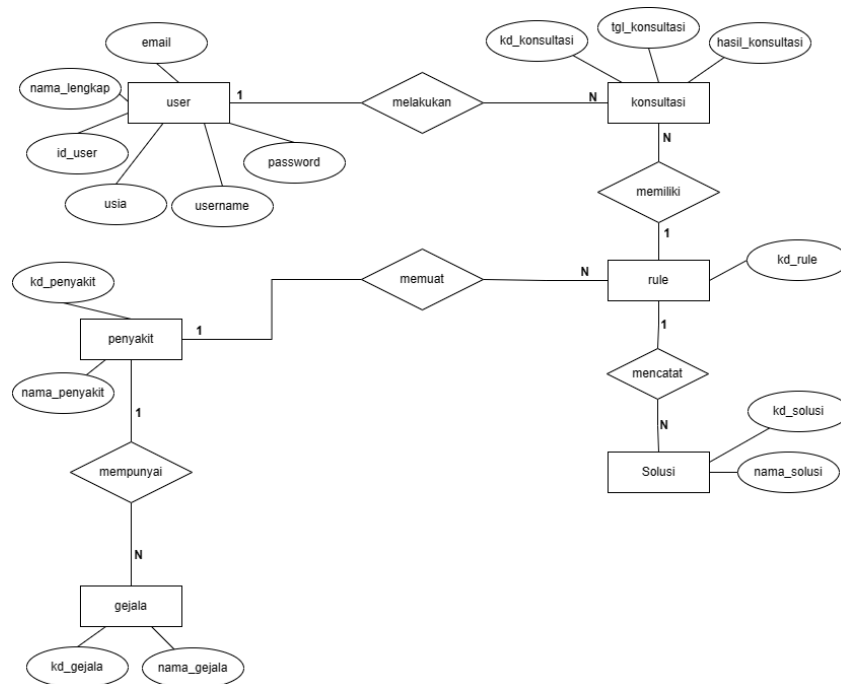 email
tgl_konsultasi
kd_konsultasi
hasil_konsultasi
nama_lengkap
user
1
melakukan
N
konsultasi
N
id_user
password
usia
username
memiliki
1
kd_rule
kd_penyakit
memuat
N
rule
1
penyakit
1
mencatat
nama_penyakit
1
kd_solusi
N
mempunyai
Solusi
nama_solusi
N
gejala
kd_gejala
nama_gejala